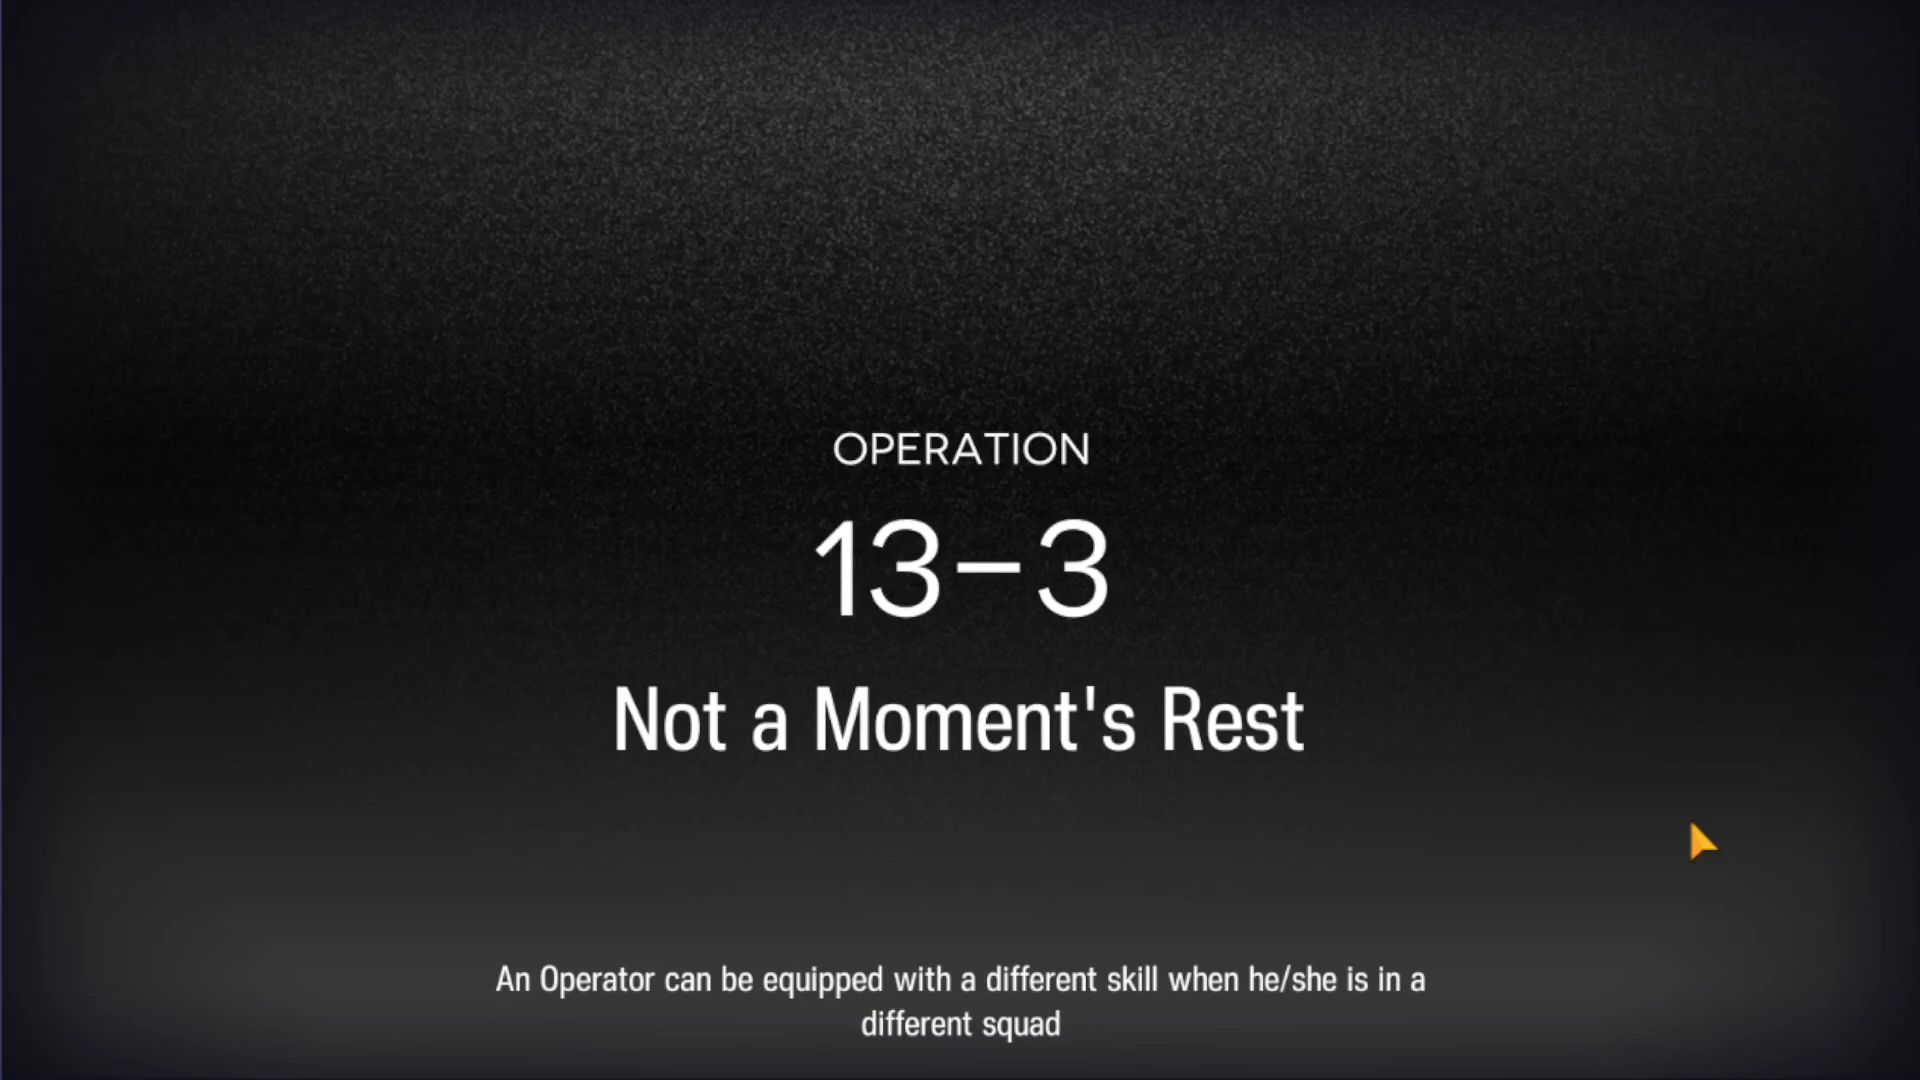 OPERATION
13-3
Not a Moment's Rest
An Operator can be equipped with a different skill when he/she is in a
different squad